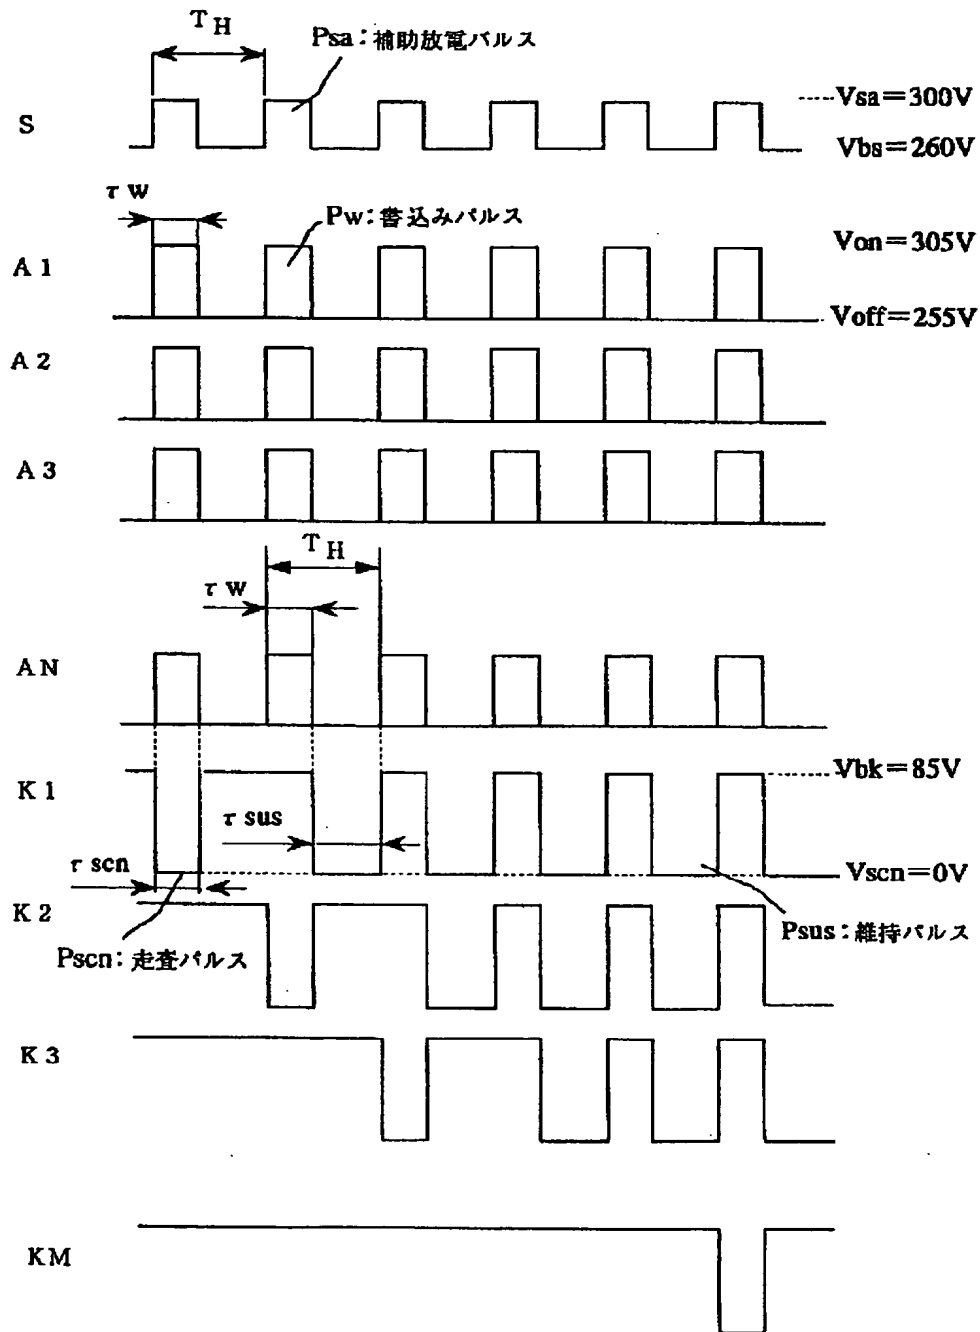 T H
Psa：補助放電パルス
Vsa＝300V
S
Vbs＝260V
τ w
Pw：書込みパルス
Von＝305V
A 1
Voff＝255V
A 2
A 3
T H
τ w
A N
Vbk＝85V
K 1
τ sus
τ scn
Vscn＝0V
K 2
Psus：維持パルス
Pscn：走査パルス
K 3
KM